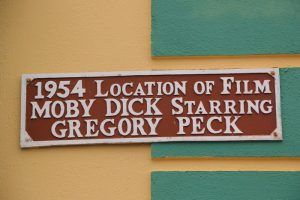 1954 LOCATION OF FILM
MOBY DICK STARRING
GREGORY PECK